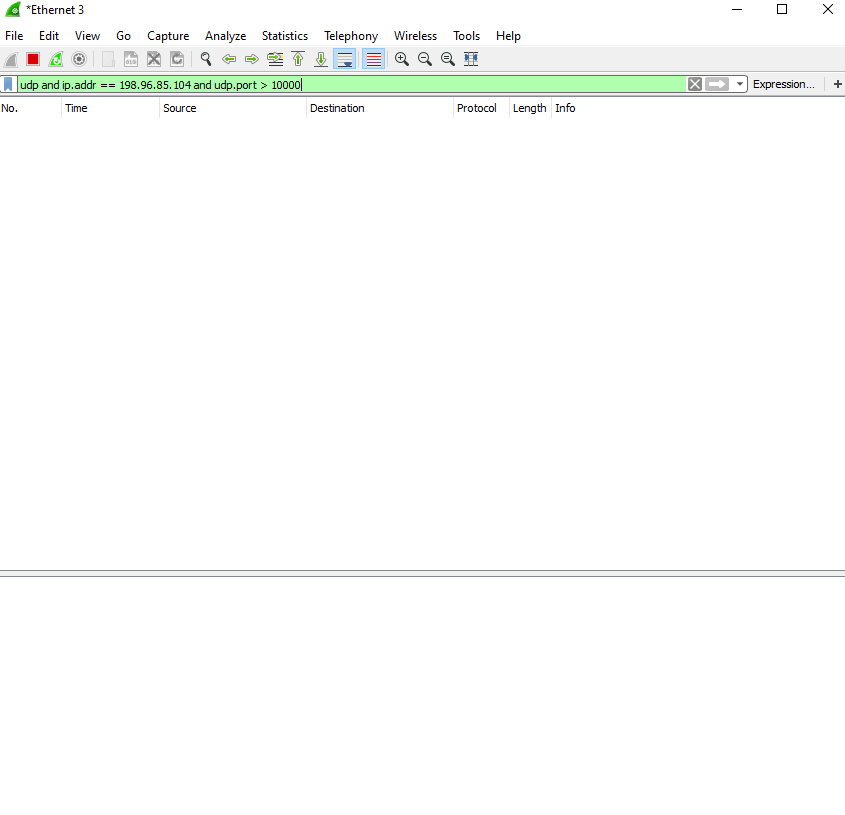 *Ethernet 3
File Edit View Go Capture Analyze Statistics Telephony Wireless Tools Help
udp and ip.addr == 198.96.85.104 and udp.port > 10000 Expression... +
No. Time Source Destination Protocol Length Info